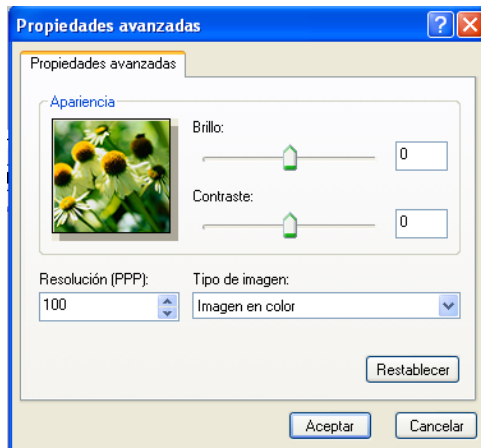 Propiedades avanzadas
Propiedades avanzadas
Apariencia
Brillo:
0
Contraste:
0
Resolución (PPP):
Tipo de imagen:
100
Imagen en color
Restablecer
Aceptar
Cancelar